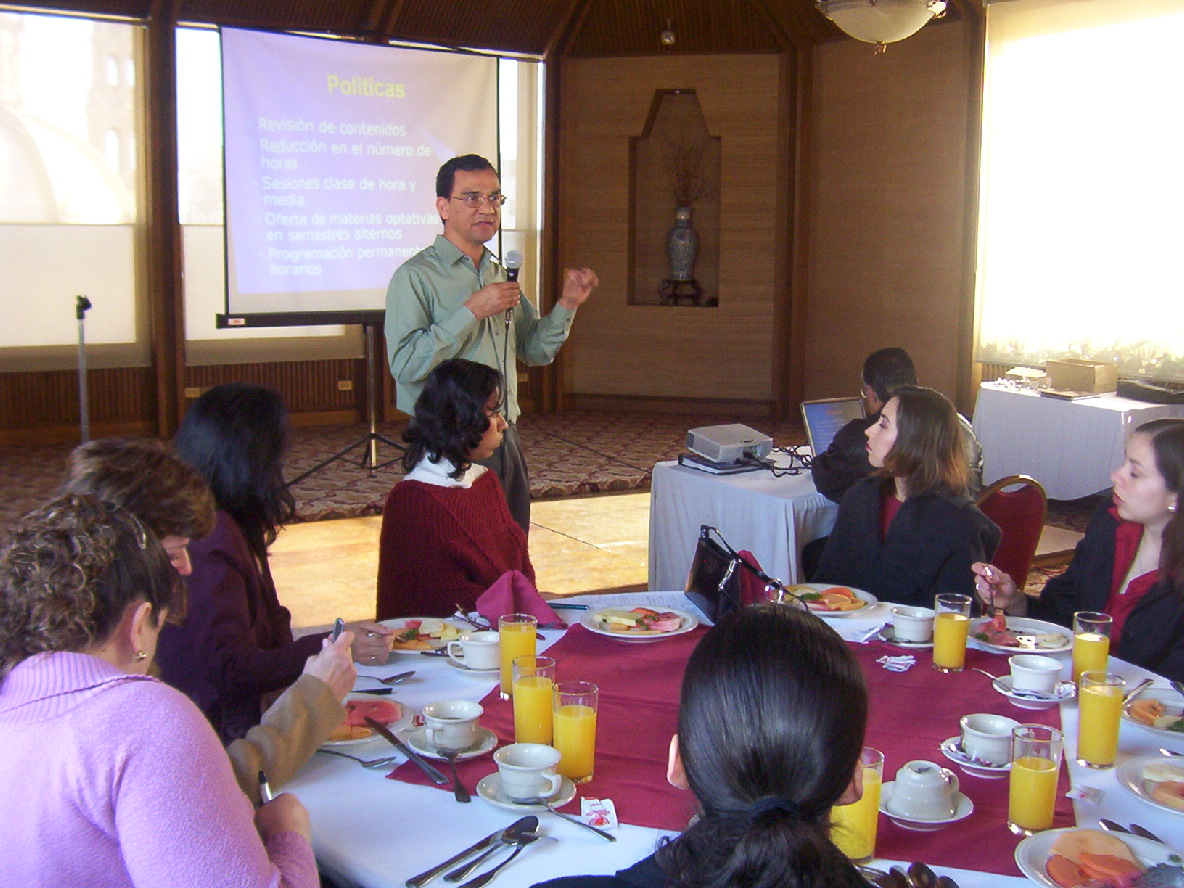 Políticas
Revisión de contenidos
Reducción en el número de
horas
Sesiones clase de hora y
media
Oferta de materias optativas
en semestres alternos
Programación
horarios